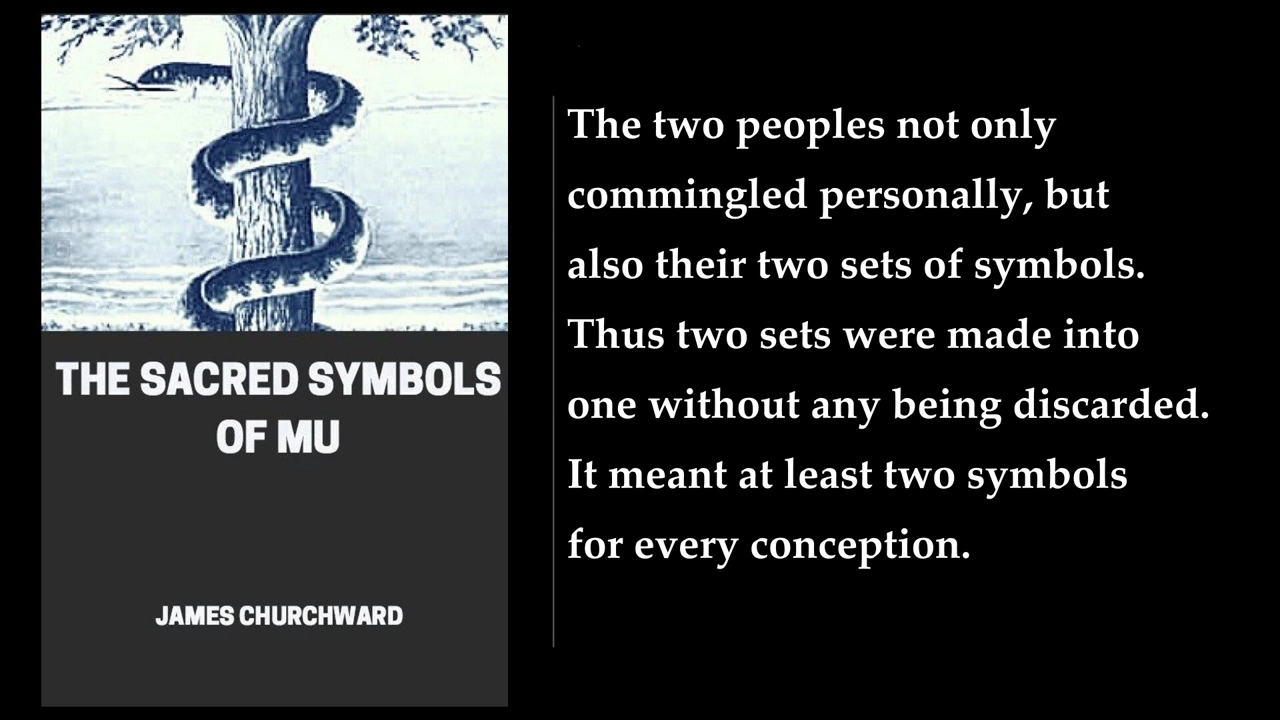 THE SACRED SYMBOLS
OF MU
JAMES CHURCHWARD
The two peoples not only
commingled personally, but
also their two sets of symbols.
Thus two sets were made into
one without any being discarded.
It meant at least two symbols
for every conception.